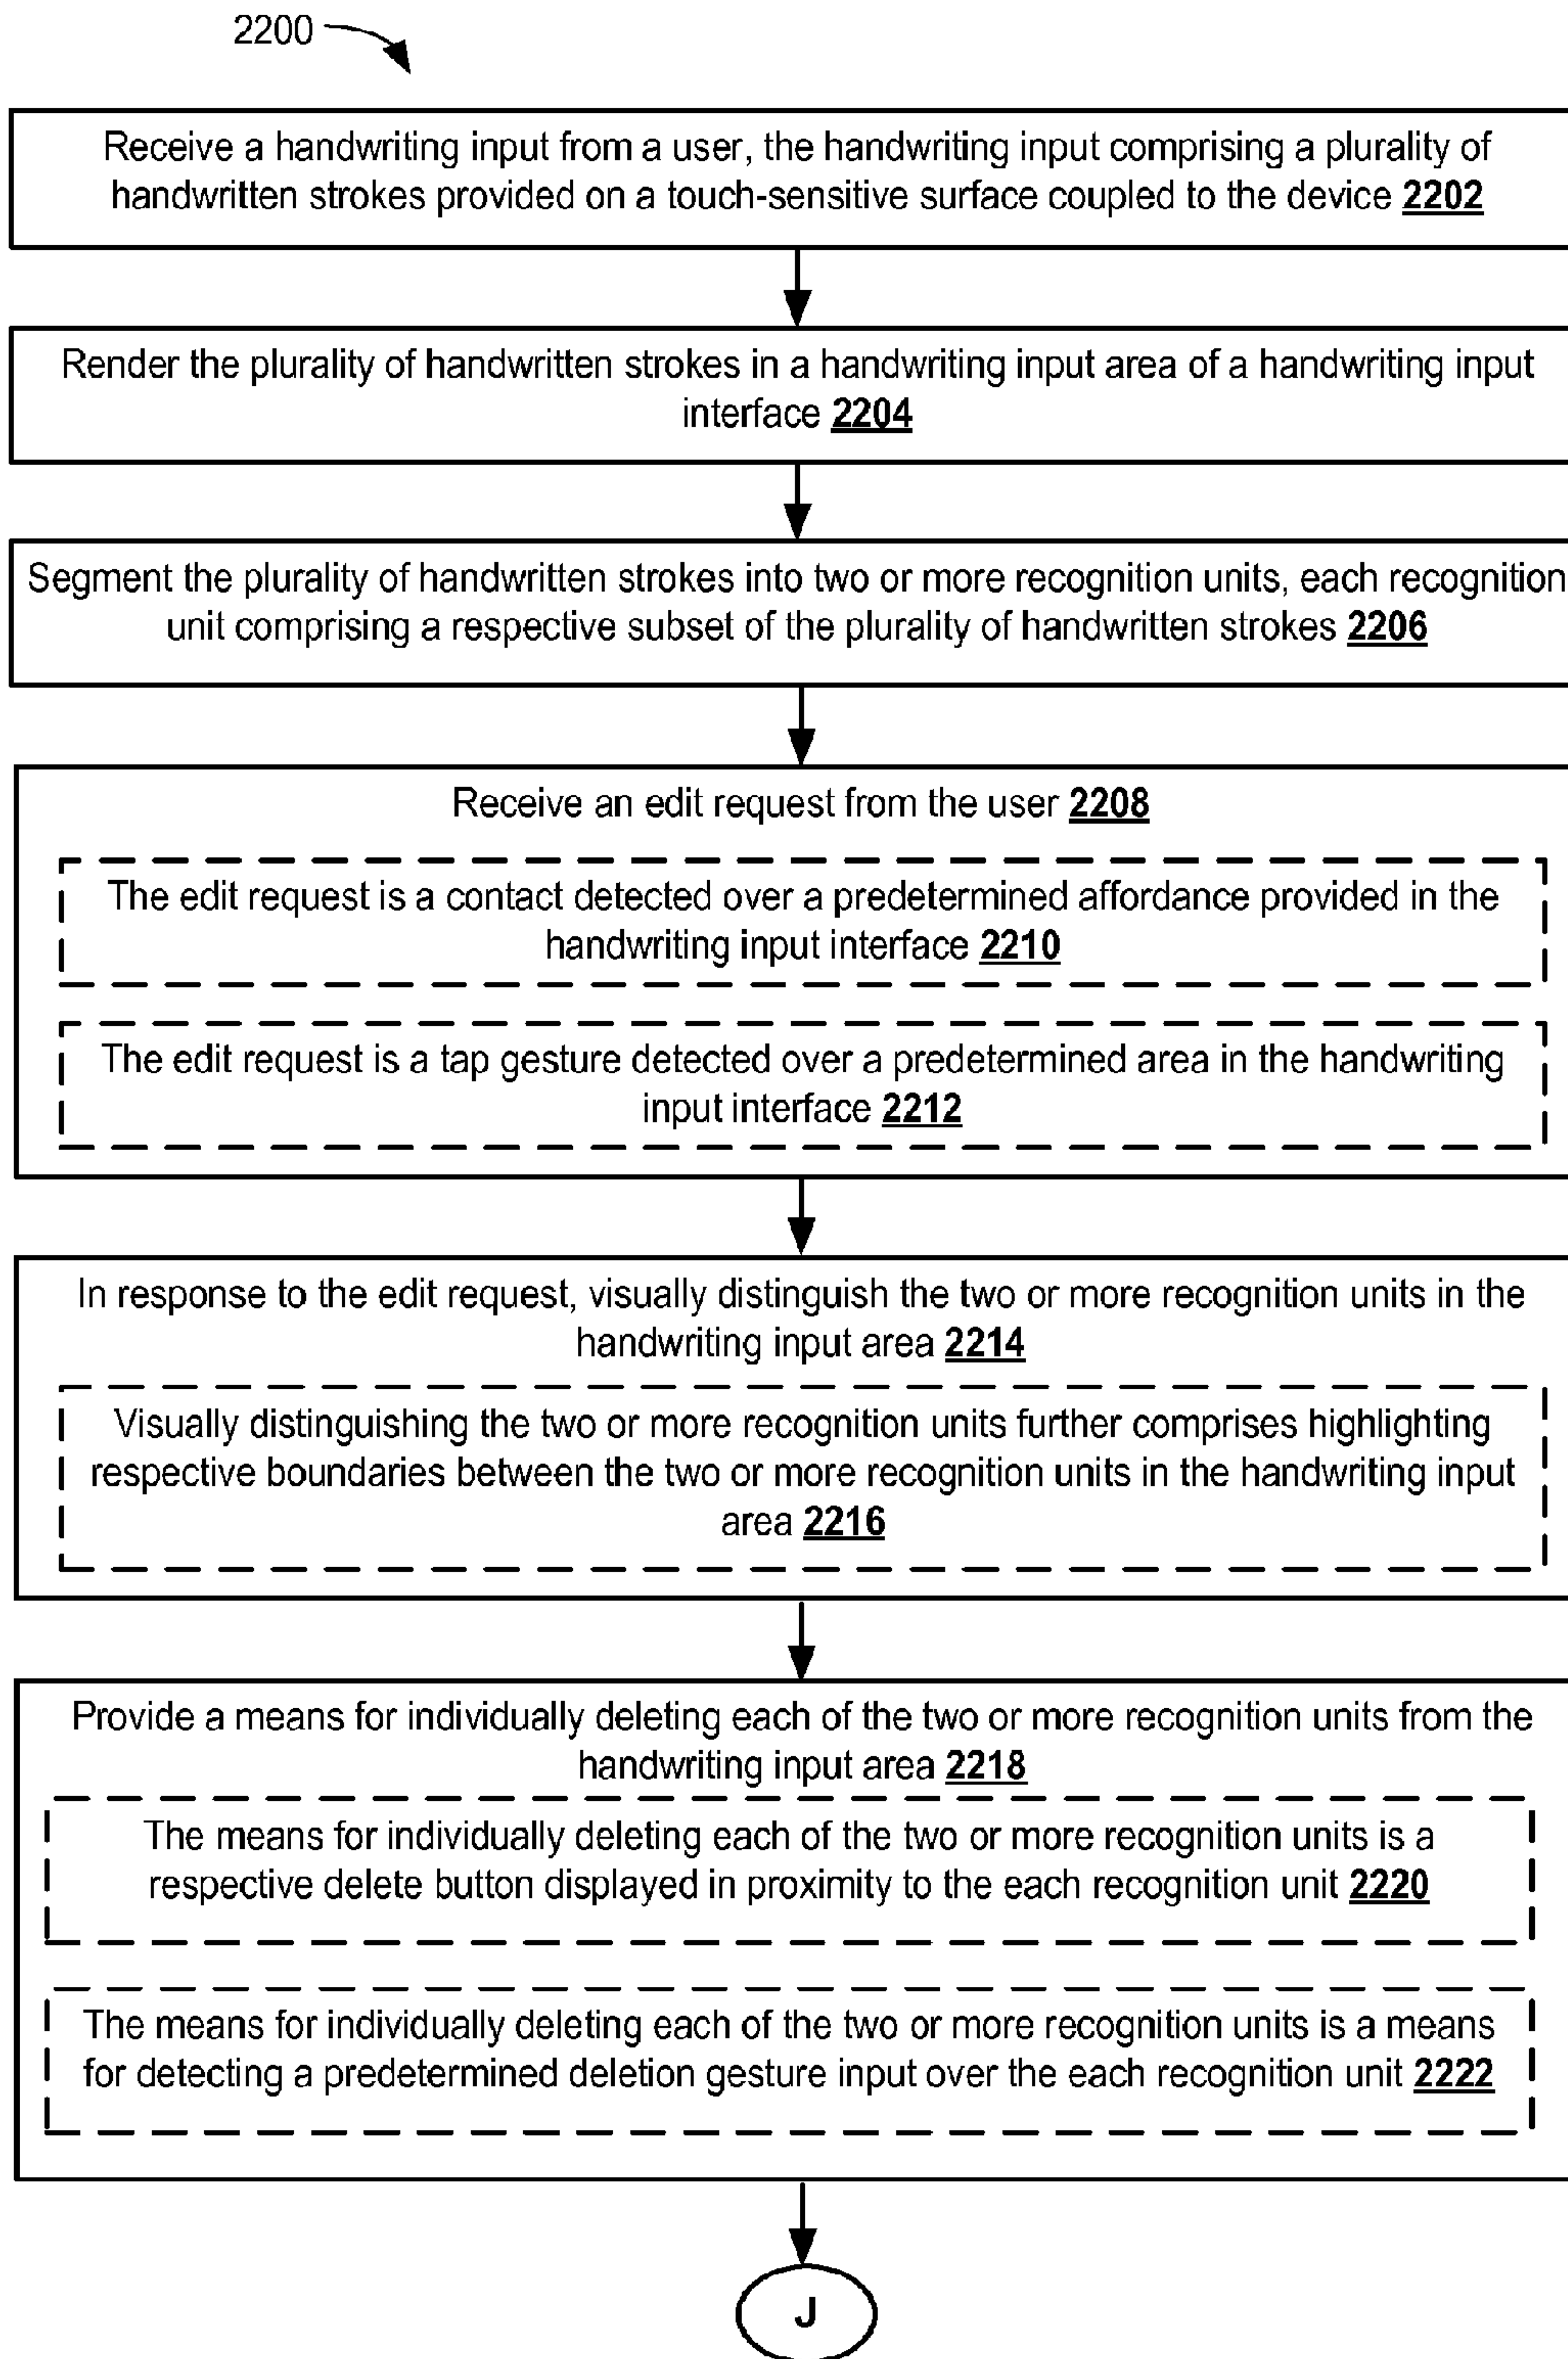 2200
Receive a handwriting input from a user, the handwriting input comprising a plurality of
handwritten strokes provided on a touch-sensitive surface coupled to the device 2202
Render the plurality of handwritten strokes in a handwriting input area of a handwriting input
interface 2204
Segment the plurality of handwritten strokes into two or more recognition units, each recognition
unit comprising a respective subset of the plurality of handwritten strokes 2206
Receive an edit request from the user 2208
The edit request is a contact detected over a predetermined affordance provided in the
handwriting input interface 2210
The edit request is a tap gesture detected over a predetermined area in the handwriting
input interface 2212
In response to the edit request, visually distinguish the two or more recognition units in the
handwriting input area 2214
Visually distinguishing the two or more recognition units further comprises highlighting
respective boundaries between the two or more recognition units in the handwriting input
area 2216
Provide a means for individually deleting each of the two or more recognition units from the
handwriting input area 2218
The means for individually deleting each of the two or more recognition units is a
respective delete button displayed in proximity to the each recognition unit 2220
The means for individually deleting each of the two or more recognition units is a means
for detecting a predetermined deletion gesture input over the each recognition unit 2222
J